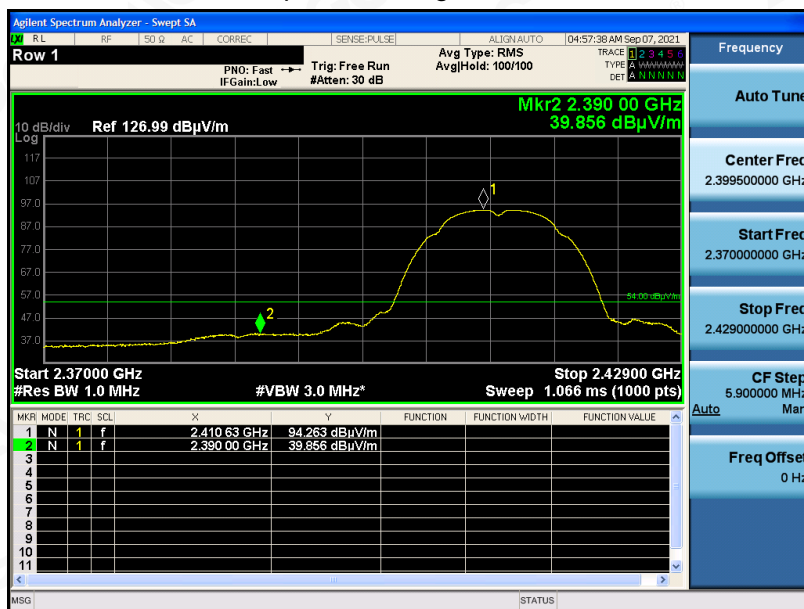 Agilent Spectrum Analyzer - Swept SA
LXI RL RF 50 Ω AC CORREC SENSE:PULSE ALIGN AUTO 04:57:38 AM Sep 07, 2021
Row 1
PNO: Fast
IFGain:Low
Trig: Free Run
#Atten: 30 dB
Avg Type: RMS
Avg|Hold: 100/100
TRACE 1 2 3 4 5 6
TYPE A WWWWW
DET A N N N N N
Mkr2 2.390 00 GHz
39.856 dBµV/m
10 dB/div Ref 126.99 dBµV/m
Log
117
107
97.0
87.0
77.0
67.0
57.0
47.0
37.0
1
2
54.00 dBµV/m
Start 2.37000 GHz Stop 2.42900 GHz
#Res BW 1.0 MHz #VBW 3.0 MHz* Sweep 1.066 ms (1000 pts)
MKR MODE TRC SCL X Y FUNCTION FUNCTION WIDTH FUNCTION VALUE
1 N 1 f 2.410 63 GHz 94.263 dBµV/m
2 N 1 f 2.390 00 GHz 39.856 dBµV/m
3
4
5
6
7
8
9
10
11
MSG STATUS
Frequency
Auto Tune
Center Freq
2.399500000 GHz
Start Freq
2.370000000 GHz
Stop Freq
2.429000000 GHz
CF Step
5.900000 MHz
Auto Man
Freq Offset
0 Hz